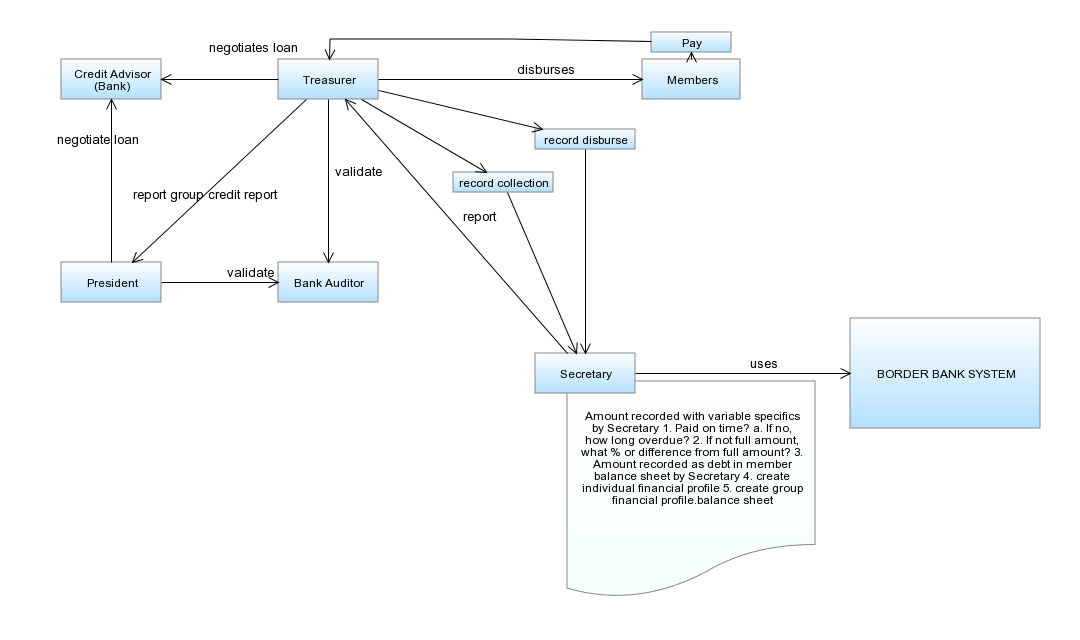 Pay
negotiates loan
Credit Advisor
(Bank)
Treasurer
disburses
Members
negotiate loan
record disburse
validate
record collection
report group credit report
report
validate
President
Bank Auditor
Secretary
uses
BORDER BANK SYSTEM
Amount recorded with variable specifics
by Secretary 1. Paid on time? a. If no,
how long overdue? 2. If not full amount,
what % or difference from full amount? 3.
Amount recorded as debt in member
balance sheet by Secretary 4. create
individual financial profile 5. create group
financial profile.balance sheet